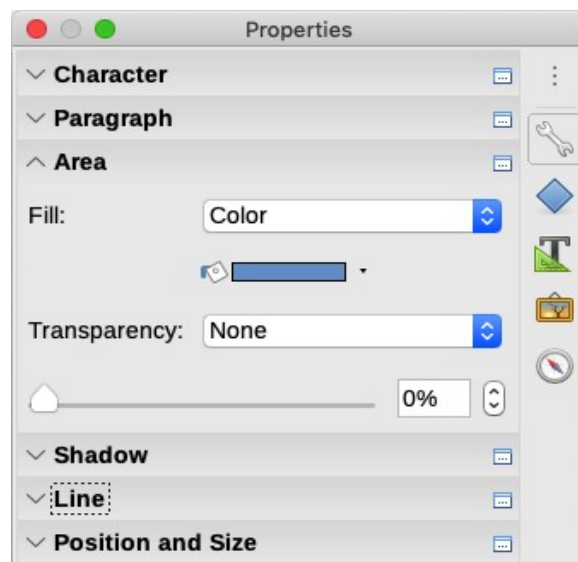 Properties
Character
Paragraph
Area
Fill: Color
Transparency: None
0%
Shadow
Line
Position and Size